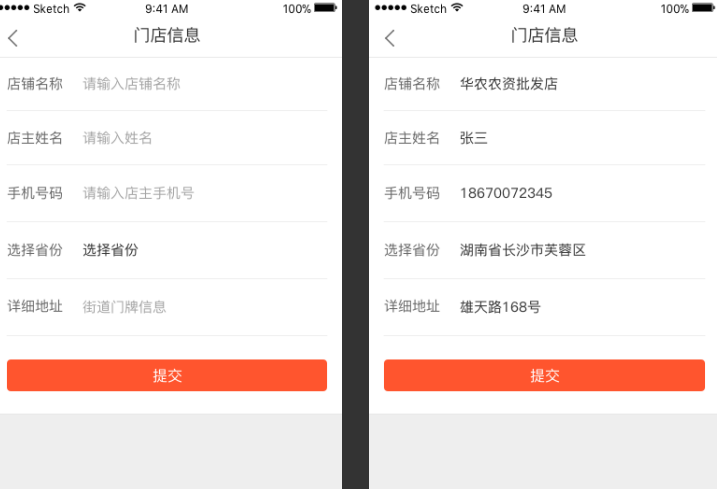 Sketch 9:41 AM 100%
门店信息
店铺名称 请输入店铺名称
店主姓名 请输入姓名
手机号码 请输入店主手机号
选择省份 选择省份
详细地址 街道门牌信息
提交
Sketch 9:41 AM 100%
门店信息
店铺名称 华农农资批发店
店主姓名 张三
手机号码 18670072345
选择省份 湖南省长沙市芙蓉区
详细地址 雄天路168号
提交